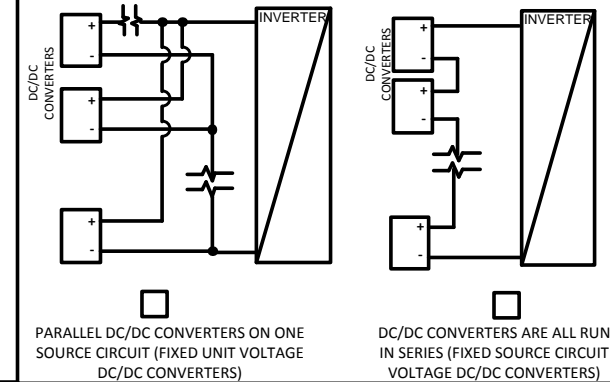 INVERTER
DC/DC
CONVERTERS
+
-
+
-
+
-
PARALLEL DC/DC CONVERTERS ON ONE
SOURCE CIRCUIT (FIXED UNIT VOLTAGE
DC/DC CONVERTERS)
INVERTER
DC/DC
CONVERTERS
+
-
+
-
+
-
DC/DC CONVERTERS ARE ALL RUN
IN SERIES (FIXED SOURCE CIRCUIT
VOLTAGE DC/DC CONVERTERS)